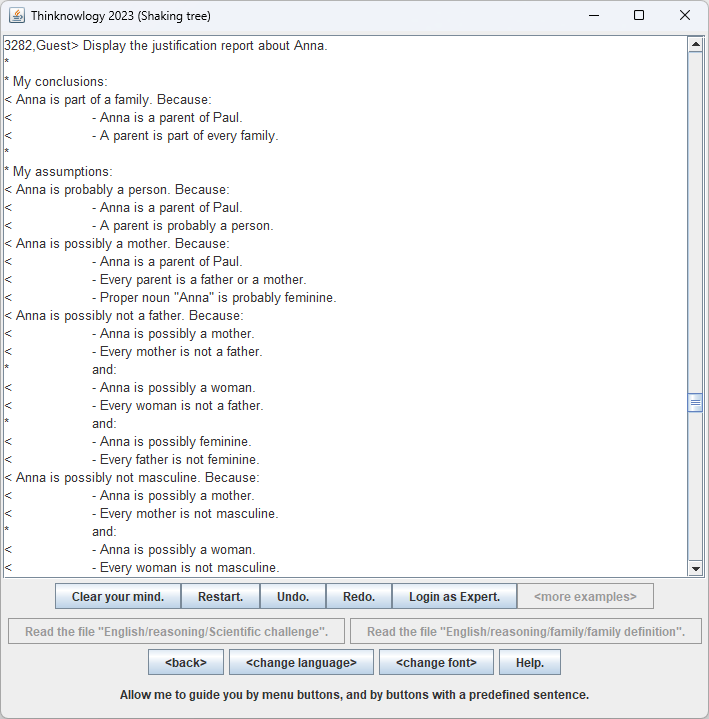 Thinknowlogy 2023 (Shaking tree)
3282,Guest> Display the justification report about Anna.
*
* My conclusions:
< Anna is part of a family. Because:
< - Anna is a parent of Paul.
< - A parent is part of every family.
*
* My assumptions:
< Anna is probably a person. Because:
< - Anna is a parent of Paul.
< - A parent is probably a person.
< Anna is possibly a mother. Because:
< - Anna is a parent of Paul.
< - Every parent is a father or a mother.
< - Proper noun "Anna" is probably feminine.
< Anna is possibly not a father. Because:
< - Anna is possibly a mother.
< - Every mother is not a father.
* and:
< - Anna is possibly a woman.
< - Every woman is not a father.
* and:
< - Anna is possibly feminine.
< - Every father is not feminine.
< Anna is possibly not masculine. Because:
< - Anna is possibly a mother.
< - Every mother is not masculine.
* and:
< - Anna is possibly a woman.
< - Every woman is not masculine.
Clear your mind. Restart. Undo. Redo. Login as Expert. <more examples>
Read the file "English/reasoning/Scientific challenge". Read the file "English/reasoning/family/family definition".
<back> <change language> <change font> Help.
Allow me to guide you by menu buttons, and by buttons with a predefined sentence.